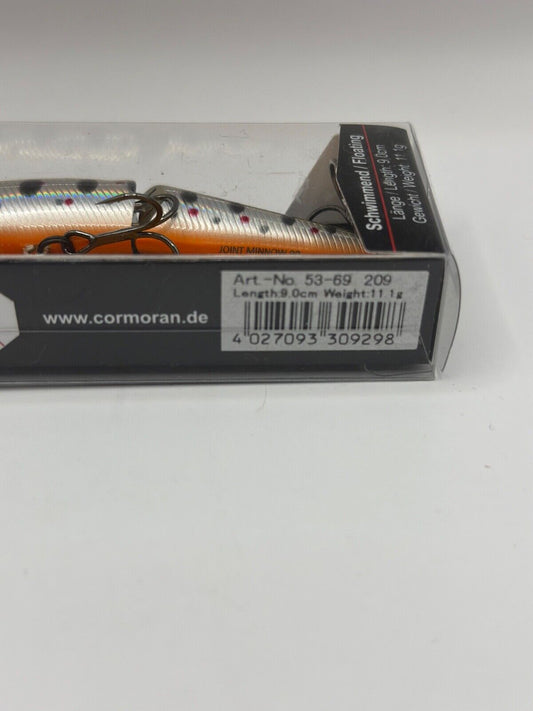 Schwimmend / Floating
Länge / Length: 9.0cm
Gewicht / Weight: 11.1g
JOINT MINNOW 90
Art.-No. 53-69 209
Length:9.0cm Weight:11.1g
www.cormoran.de
4 027093 309298